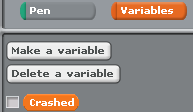 Pen Variables
Make a variable
Delete a variable
Crashed